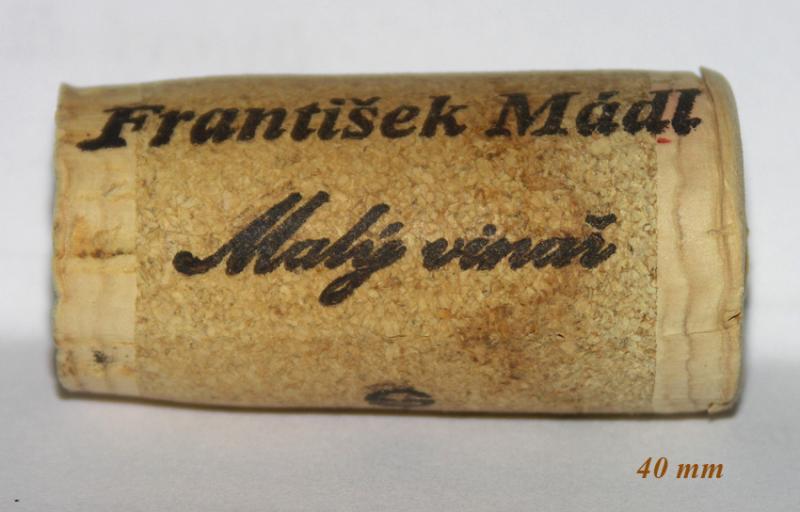 František Mádl
Malý vinař
40 mm